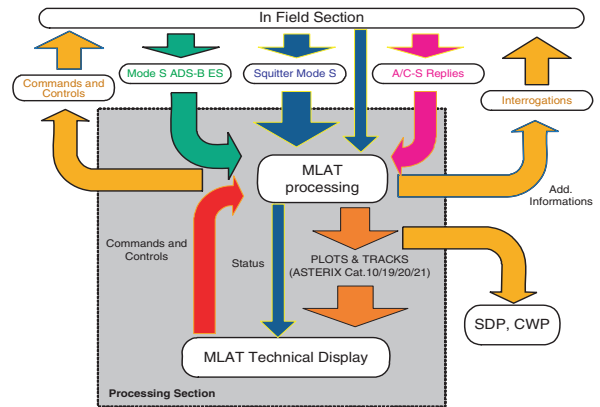 In Field Section
Commands and
Controls
Mode S ADS-B ES
Squitter Mode S
A/C-S Replies
Interrogations
MLAT
processing
Add.
Informations
Commands and
Controls
Status
PLOTS & TRACKS
(ASTERIX Cat.10/19/20/21)
SDP, CWP
MLAT Technical Display
Processing Section